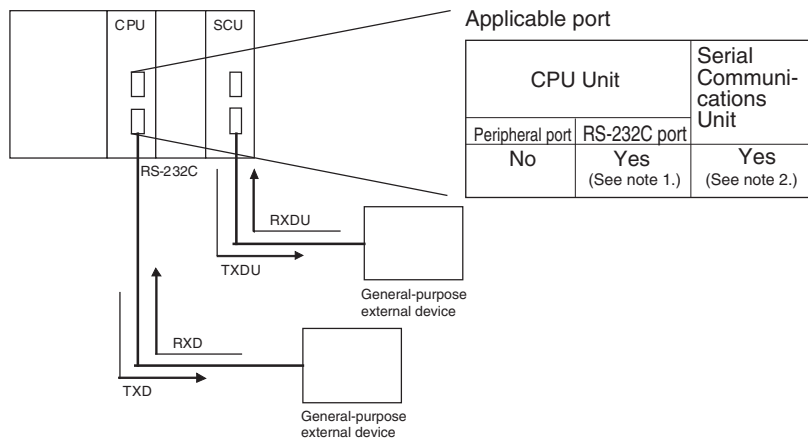 CPU
SCU
Applicable port
CPU Unit
Serial
Communi-
cations
Unit
Peripheral port
RS-232C port
No
Yes
(See note 1.)
Yes
(See note 2.)
RS-232C
RXDU
TXDU
General-purpose
external device
RXD
TXD
General-purpose
external device